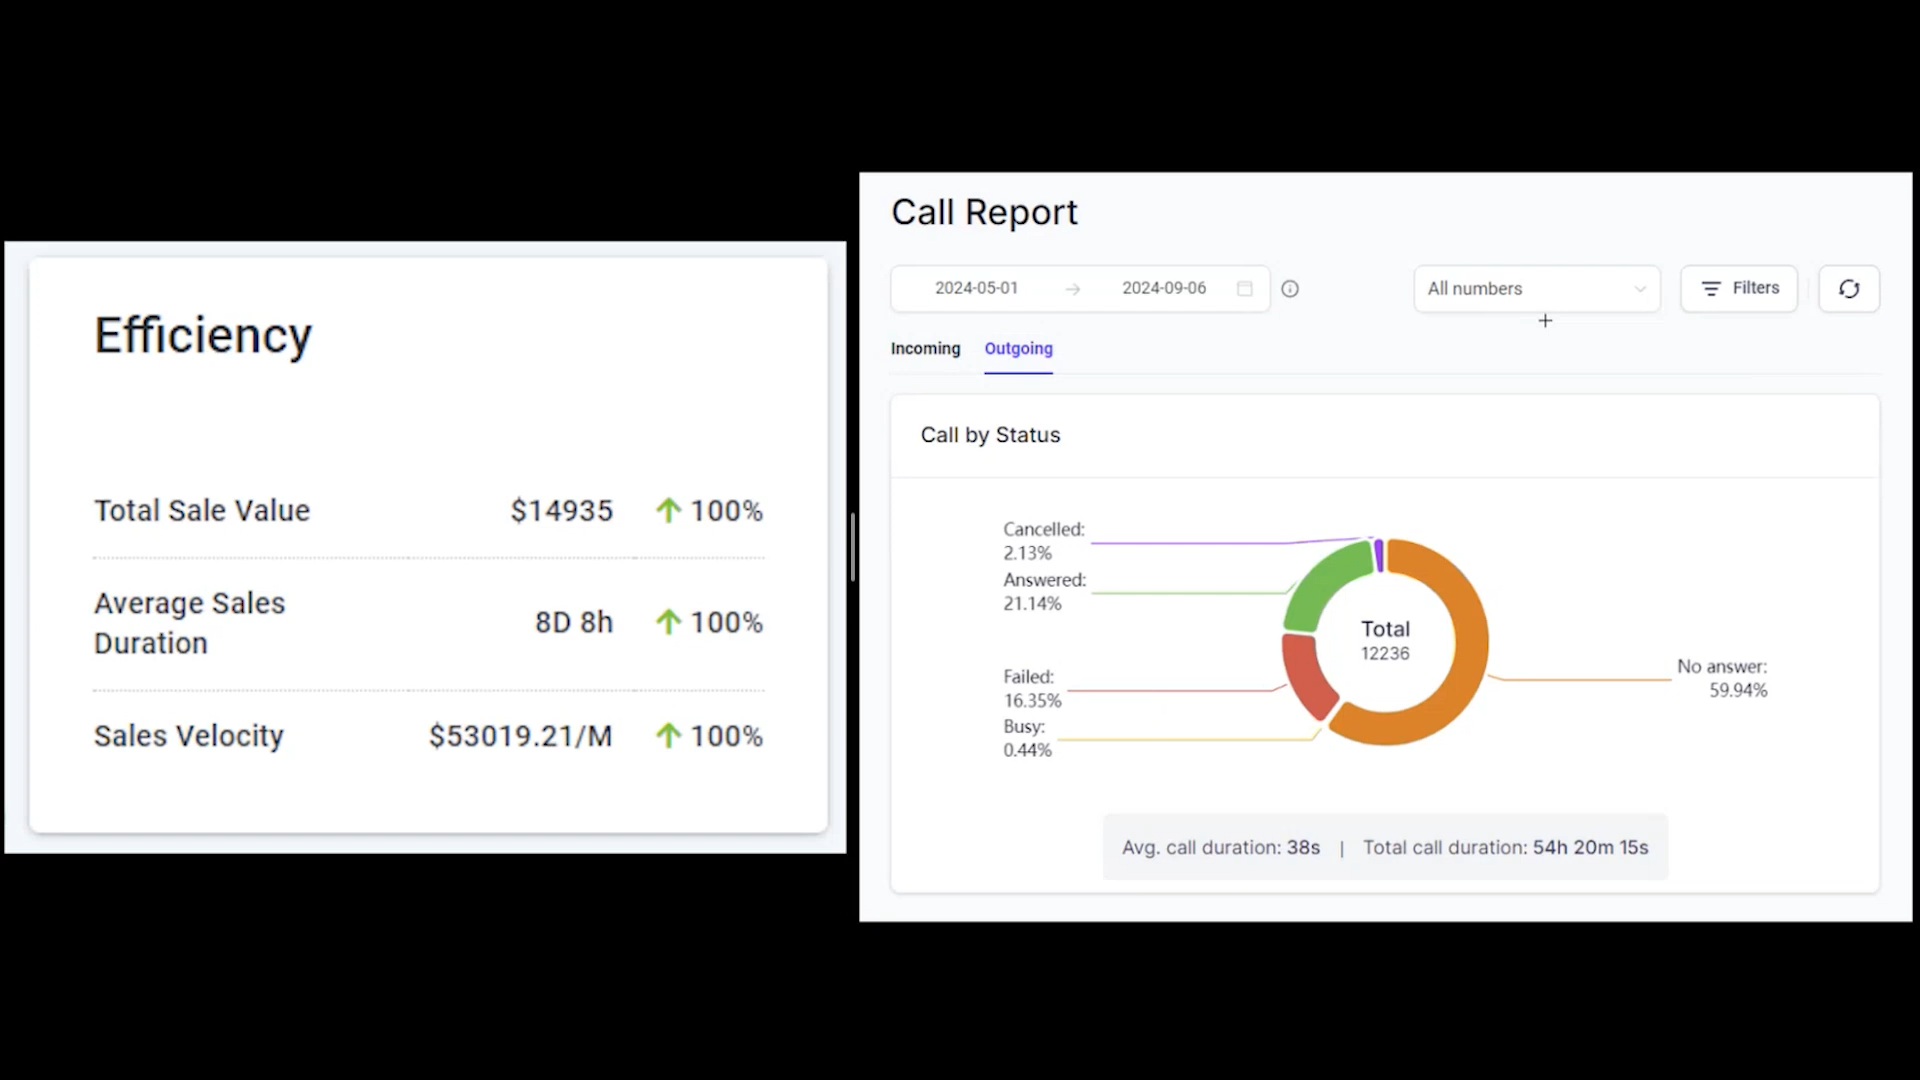 Efficiency
Total Sale Value $14935 100%
Average Sales
Duration
8D 8h 100%
Sales Velocity $53019.21/M 100%
Call Report
2024-05-01 2024-09-06 All numbers Filters
Incoming Outgoing
Call by Status
Cancelled:
2.13%
Answered:
21.14%
Failed:
16.35%
Busy:
0.44%
Total
12236
No answer:
59.94%
Avg. call duration: 38s | Total call duration: 54h 20m 15s